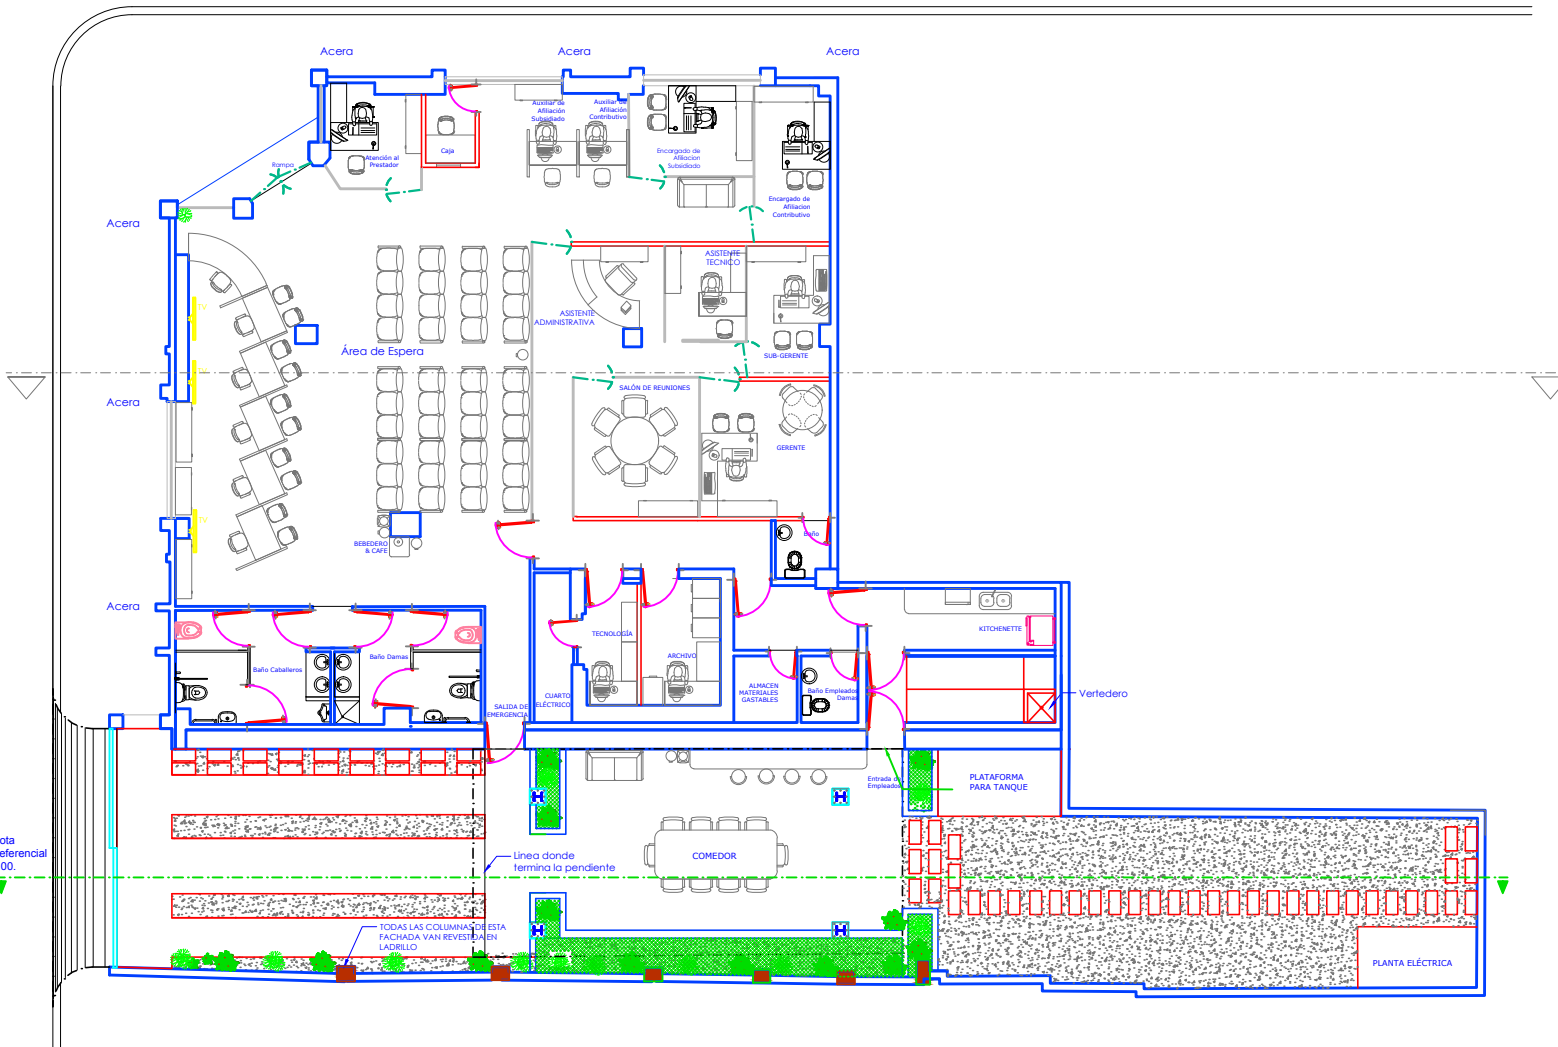 Acera
Acera
Acera
Auxiliar de
Afiliación
Subsidiado
Auxiliar de
Afiliación
Contributivo
Caja
Atención al
Prestador
Rampa
Encargado de
Afiliacion
Subsidiado
Encargado de
Afiliacion
Contributivo
Acera
ASISTENTE
TECNICO
TV
ASISTENTE
ADMINISTRATIVA
Área de Espera
SUB-GERENTE
TV
SALÓN DE REUNIONES
Acera
GERENTE
TV
BEBEDERO
& CAFE
Baño
Acera
TECNOLOGÍA
KITCHENETTE
ARCHIVO
Baño Caballeros
Baño Damas
CUARTO
ELÉCTRICO
ALMACEN
MATERIALES
GASTABLES
Baño Empleados
Damas
Vertedero
SALIDA DE
EMERGENCIA
Entrada de
Empleados
PLATAFORMA
PARA TANQUE
ota
eferencial
00.
Linea donde
termina la pendiente
COMEDOR
TODAS LAS COLUMNAS DE ESTA
FACHADA VAN REVESTIDA EN
LADRILLO
PLANTA ELÉCTRICA